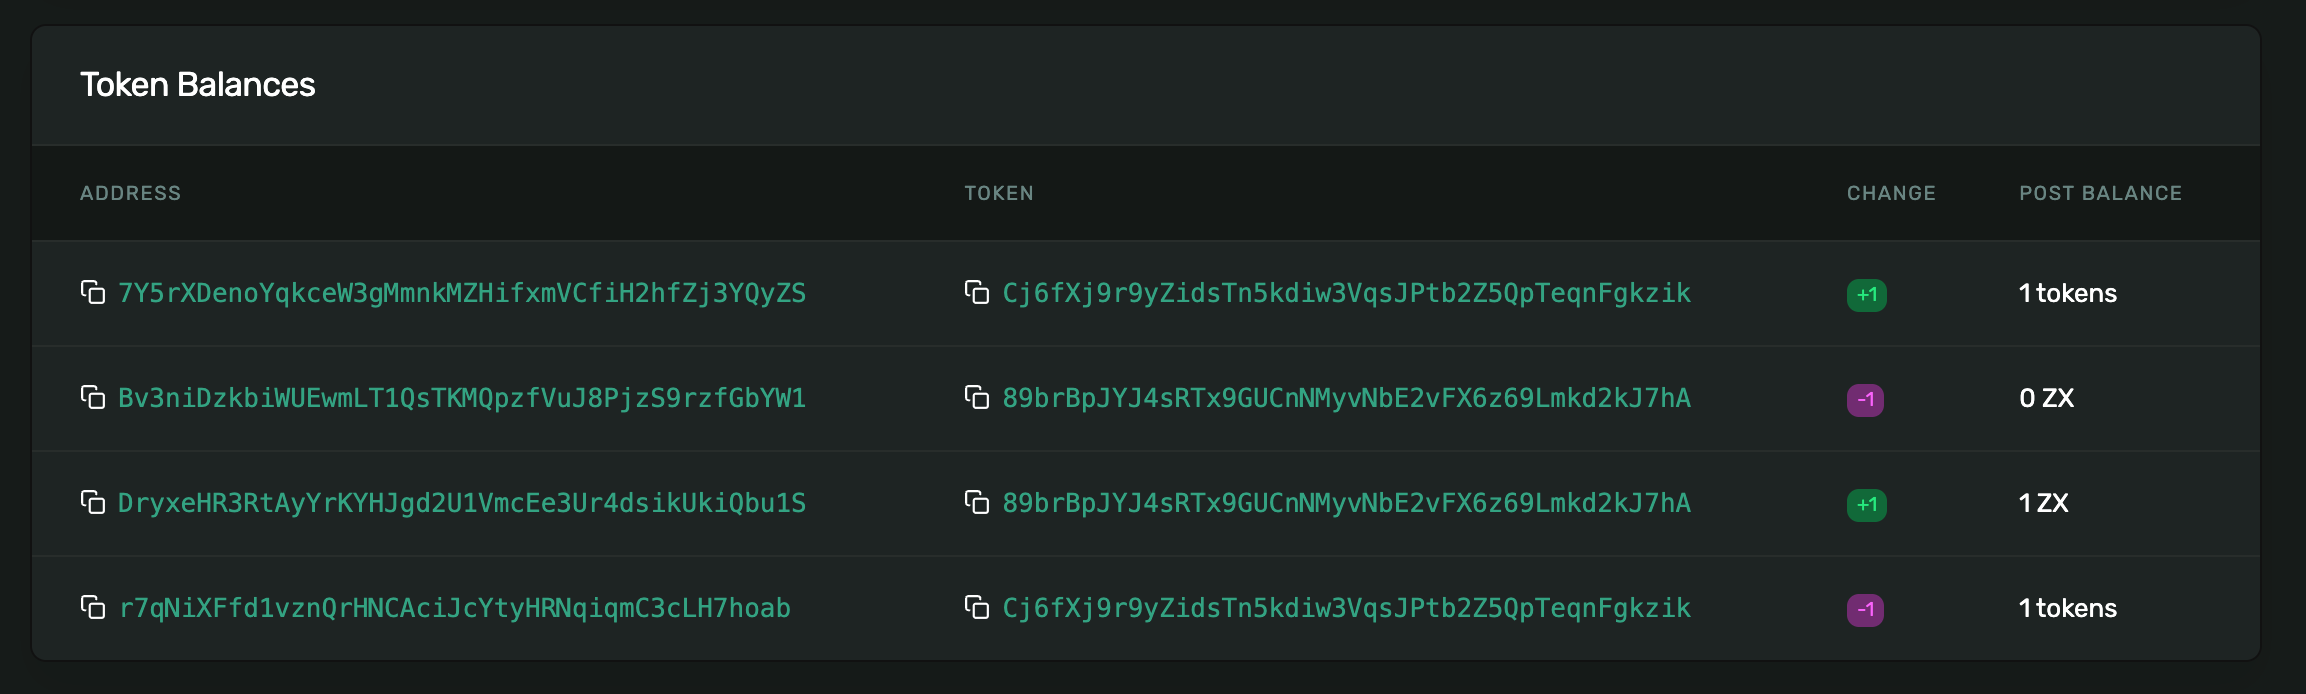 Token Balances
ADDRESS TOKEN CHANGE POST BALANCE
7Y5rXDenoYqkceW3gMmnkMZHifxmVCfiH2hfZj3YQyZS Cj6fXj9r9yZidsTn5kdiw3VqsJPtb2Z5QpTeqnFgkzik +1 1 tokens
Bv3niDzkbiWUEwmLT1QsTKMQpzfVuJ8PjzS9rzfGbYW1 89brBpJYJ4sRTx9GUCnNMyvNbE2vFX6z69Lmkd2kJ7hA -1 0 ZX
DryxeHR3RtAyYrKYHJgd2U1VmcEe3Ur4dsikUkiQbu1S 89brBpJYJ4sRTx9GUCnNMyvNbE2vFX6z69Lmkd2kJ7hA +1 1 ZX
r7qNiXFfd1vznQrHNCAciJcYtyHRNqiqmC3cLH7hoab Cj6fXj9r9yZidsTn5kdiw3VqsJPtb2Z5QpTeqnFgkzik -1 1 tokens